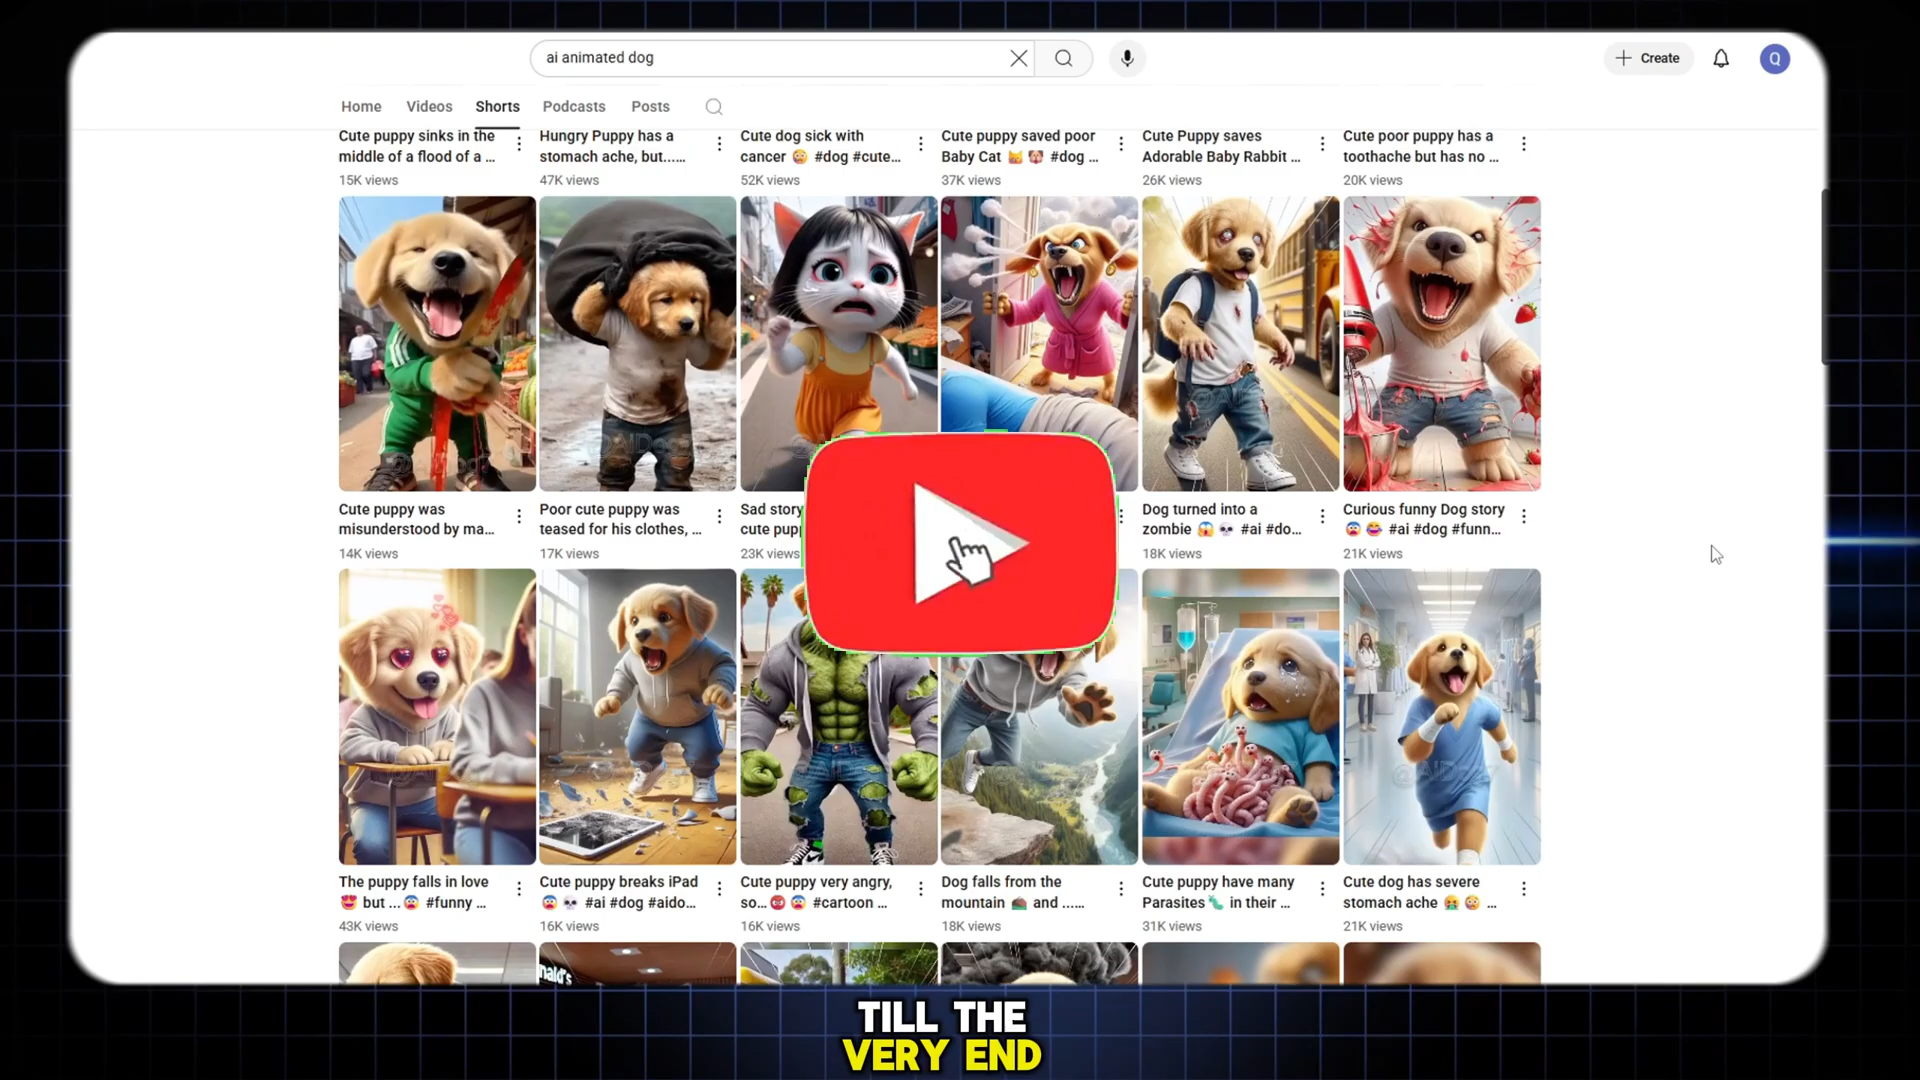 ai animated dog
Create
Q
Home Videos Shorts Podcasts Posts
Cute puppy sinks in the
middle of a flood of a ...
15K views
Hungry Puppy has a
stomach ache, but......
47K views
Cute dog sick with
cancer 😳 #dog #cute...
52K views
Cute puppy saved poor
Baby Cat 😹 🐶 #dog ...
37K views
Cute Puppy saves
Adorable Baby Rabbit ...
26K views
Cute poor puppy has a
toothache but has no ...
20K views
Cute puppy was
misunderstood by ma...
14K views
Poor cute puppy was
teased for his clothes, ...
17K views
Sad story
cute pup
23K views
Dog turned into a
zombie 😱 💀 #ai #do...
18K views
Curious funny Dog story
😨 😂 #ai #dog #funn...
21K views
The puppy falls in love
😍 but ...😨 #funny ...
43K views
Cute puppy breaks iPad
😨 💀 #ai #dog #aido...
16K views
Cute puppy very angry,
so...😡 😨 #cartoon ...
16K views
Dog falls from the
mountain ⛰️ and ......
18K views
Cute puppy have many
Parasites🐛 in their ...
31K views
Cute dog has severe
stomach ache 🤮 😳 ...
21K views
TILL THE
VERY END